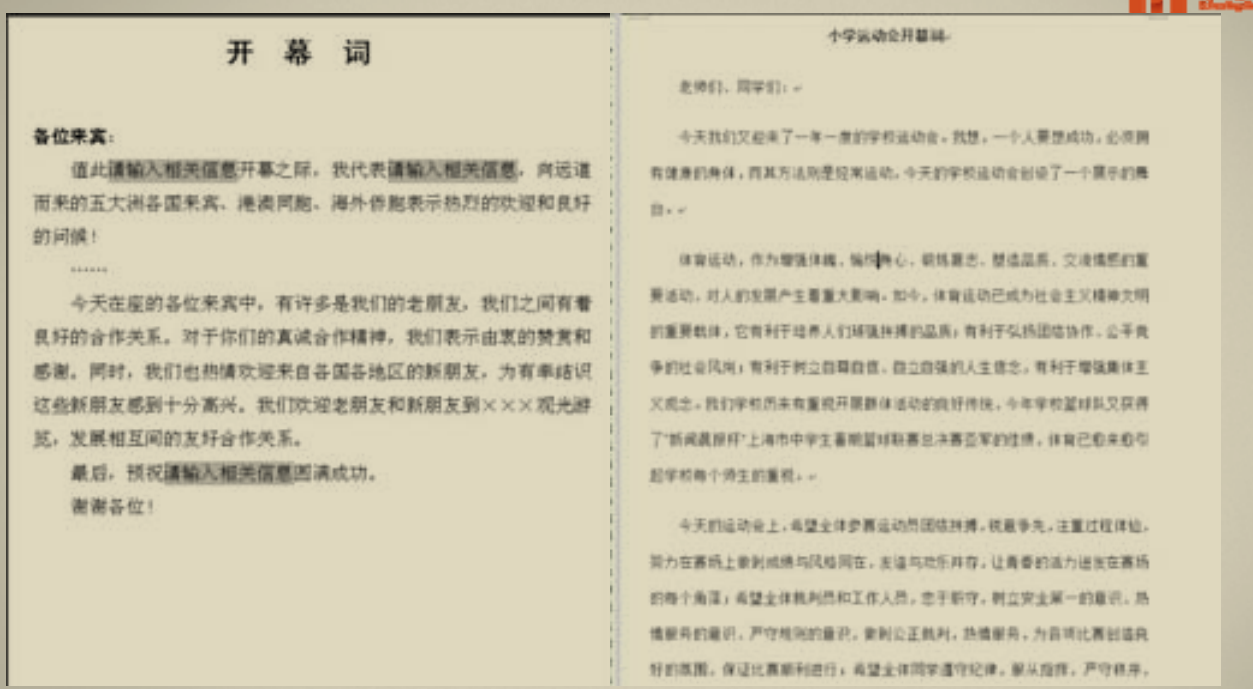 开 幕 词
各位来宾：
值此请输入相关信息开幕之际，我代表请输入相关信息，向远道
而来的五大洲各国来宾、港澳同胞、海外侨胞表示热烈的欢迎和良好
的问候！
……
今天在座的各位来宾中，有许多是我们的老朋友，我们之间有着
良好的合作关系。对于你们的真诚合作精神，我们表示由衷的赞赏和
感谢。同时，我们也热情欢迎来自各国各地区的新朋友，为有幸结识
这些新朋友感到十分高兴。我们欢迎老朋友和新朋友到×××观光游
览，发展相互间的友好合作关系。
最后，预祝请输入相关信息圆满成功。
谢谢各位！
小学运动会开幕词
老师们、同学们：
今天我们又迎来了一年一度的学校运动会。我想，一个人要想成功，必须拥
有健康的身体，而其方法则是经常运动。今天的学校运动会创设了一个展示的舞
台。
体育运动，作为增强体魄、愉悦身心、锻炼意志、塑造品质、交流情感的重
要活动，对人的发展产生着重大影响。如今，体育运动已成为社会主义精神文明
的重要载体，它有利于培养人们顽强拼搏的品质；有利于弘扬团结协作、公平竞
争的社会风尚；有利于树立自尊自信、自立自强的人生信念，有利于增强集体主
义观念。我们学校历来有重视开展群体活动的良好传统，今年学校篮球队又获得
了“新闻晨报杯”上海市中学生暑期篮球联赛总决赛亚军的佳绩，体育已愈来愈引
起学校每个师生的重视。
今天的运动会上，希望全体参赛运动员团结拼搏，锐意争先，注重过程体验，
努力在赛场上做到成绩与风格同在，友谊与欢乐并存，让青春的活力迸发在赛场
的每个角落；希望全体裁判员和工作人员，忠于职守，树立安全第一的意识、热
情服务的意识、严守规则的意识，做到公正裁判，热情服务，为各项比赛创造良
好的氛围，保证比赛顺利进行；希望全体同学遵守纪律，服从指挥，严守秩序，